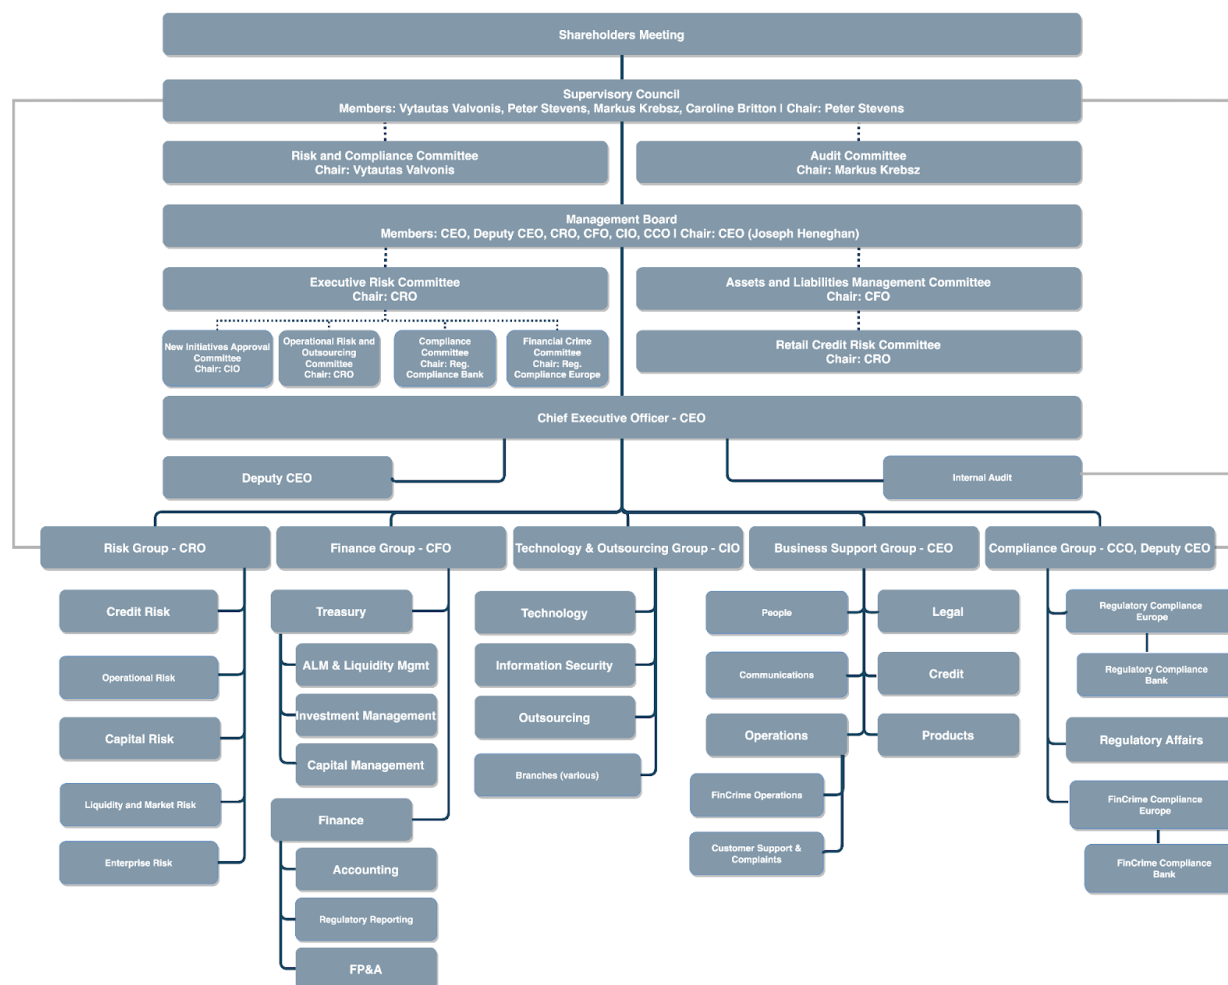 Shareholders Meeting
Supervisory Council
Members: Vytautas Valvonis, Peter Stevens, Markus Krebsz, Caroline Britton I Chair: Peter Stevens
Risk and Compliance Committee
Chair: Vytautas Valvonis
Audit Committee
Chair: Markus Krebsz
Management Board
Members: CEO, Deputy CEO, CRO, CFO, CIO, CCO I Chair: CEO (Joseph Heneghan)
Executive Risk Committee
Chair: CRO
Assets and Liabilities Management Committee
Chair: CFO
New Initiatives Approval
Committee
Chair: CIO
Operational Risk and
Outsourcing
Committee
Chair: CRO
Compliance
Committee
Chair: Reg.
Compliance Bank
Financial Crime
Committee
Chair: Reg.
Compliance Europe
Retail Credit Risk Committee
Chair: CRO
Chief Executive Officer - CEO
Deputy CEO
Internal Audit
Risk Group - CRO
Finance Group - CFO
Technology & Outsourcing Group - CIO
Business Support Group - CEO
Compliance Group - CCO, Deputy CEO
Credit Risk
Operational Risk
Capital Risk
Liquidity and Market Risk
Enterprise Risk
Treasury
ALM & Liquidity Mgmt
Investment Management
Capital Management
Finance
Accounting
Regulatory Reporting
FP&A
Technology
Information Security
Outsourcing
Branches (various)
People
Communications
Operations
FinCrime Operations
Customer Support &
Complaints
Legal
Credit
Products
Regulatory Compliance
Europe
Regulatory Compliance
Bank
Regulatory Affairs
FinCrime Compliance
Europe
FinCrime Compliance
Bank